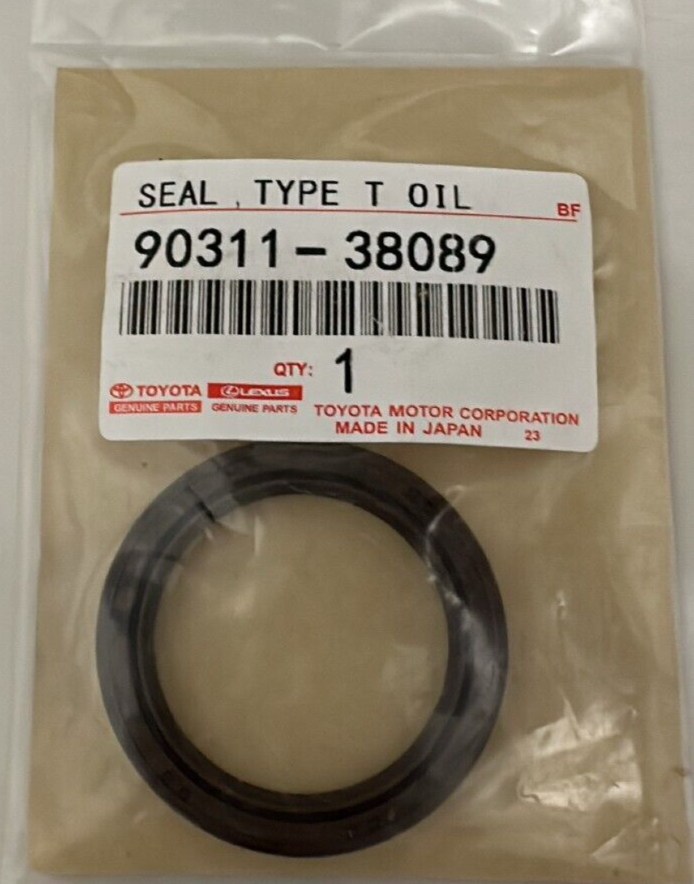 SEAL , TYPE T OIL
BF
90311-38089
QTY: 1
TOYOTA LEXUS
GENUINE PARTS GENUINE PARTS
TOYOTA MOTOR CORPORATION
MADE IN JAPAN 23